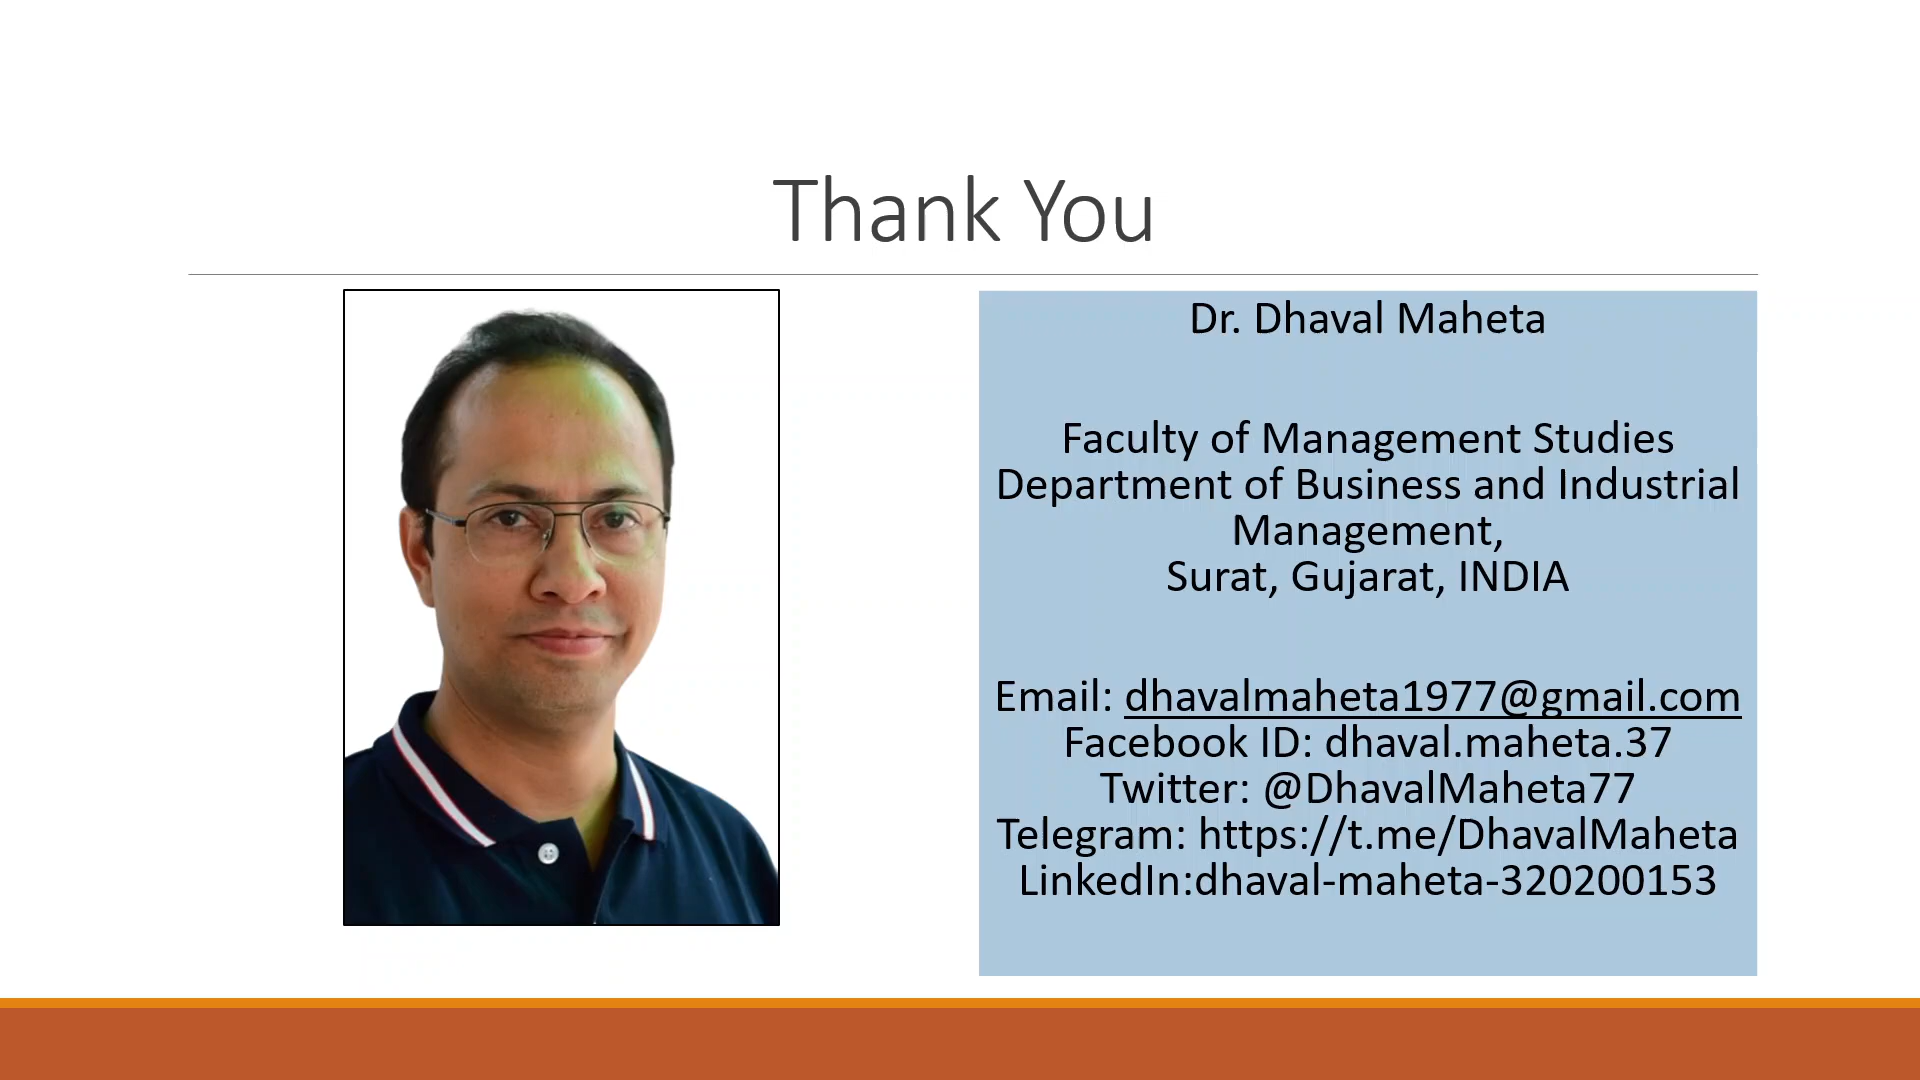 Thank You
Dr. Dhaval Maheta
Faculty of Management Studies
Department of Business and Industrial
Management,
Surat, Gujarat, INDIA
Email: dhavalmaheta1977@gmail.com
Facebook ID: dhaval.maheta.37
Twitter: @DhavalMaheta77
Telegram: https://t.me/DhavalMaheta
LinkedIn:dhaval-maheta-320200153